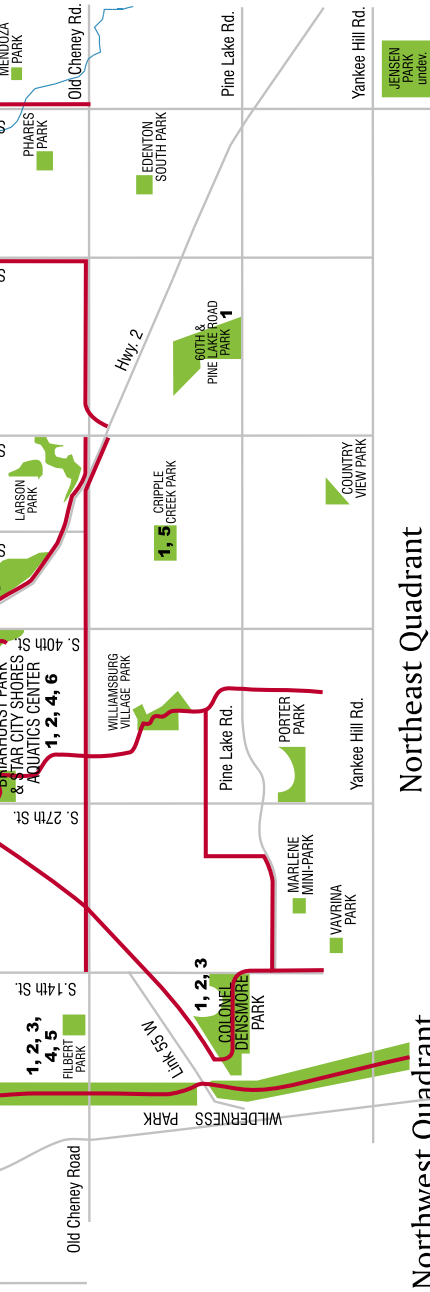 MENDOZA
PARK
Old Cheney Rd.
Pine Lake Rd.
Yankee Hill Rd.
JENSEN
PARK
undev.
PHARES
PARK
EDENTON
SOUTH PARK
Hwy. 2
60TH &
PINE LAKE ROAD
PARK
1
LARSON
PARK
CRIPPLE
CREEK PARK
1, 5
COUNTRY
VIEW PARK
S. 40th St.
BRIARHURST PARK
& STAR CITY SHORES
AQUATICS CENTER
1, 2, 4, 6
WILLIAMSBURG
VILLAGE PARK
Pine Lake Rd.
PORTER
PARK
Yankee Hill Rd.
Northeast Quadrant
S. 27th St.
MARLENE
MINI-PARK
VAVRINA
PARK
S.14th St.
1, 2, 3,
4, 5
FILBERT
PARK
Link 55 W
1, 2, 3
COLONEL
DENSMORE
PARK
WILDERNESS PARK
Old Cheney Road
Northwest Quadrant